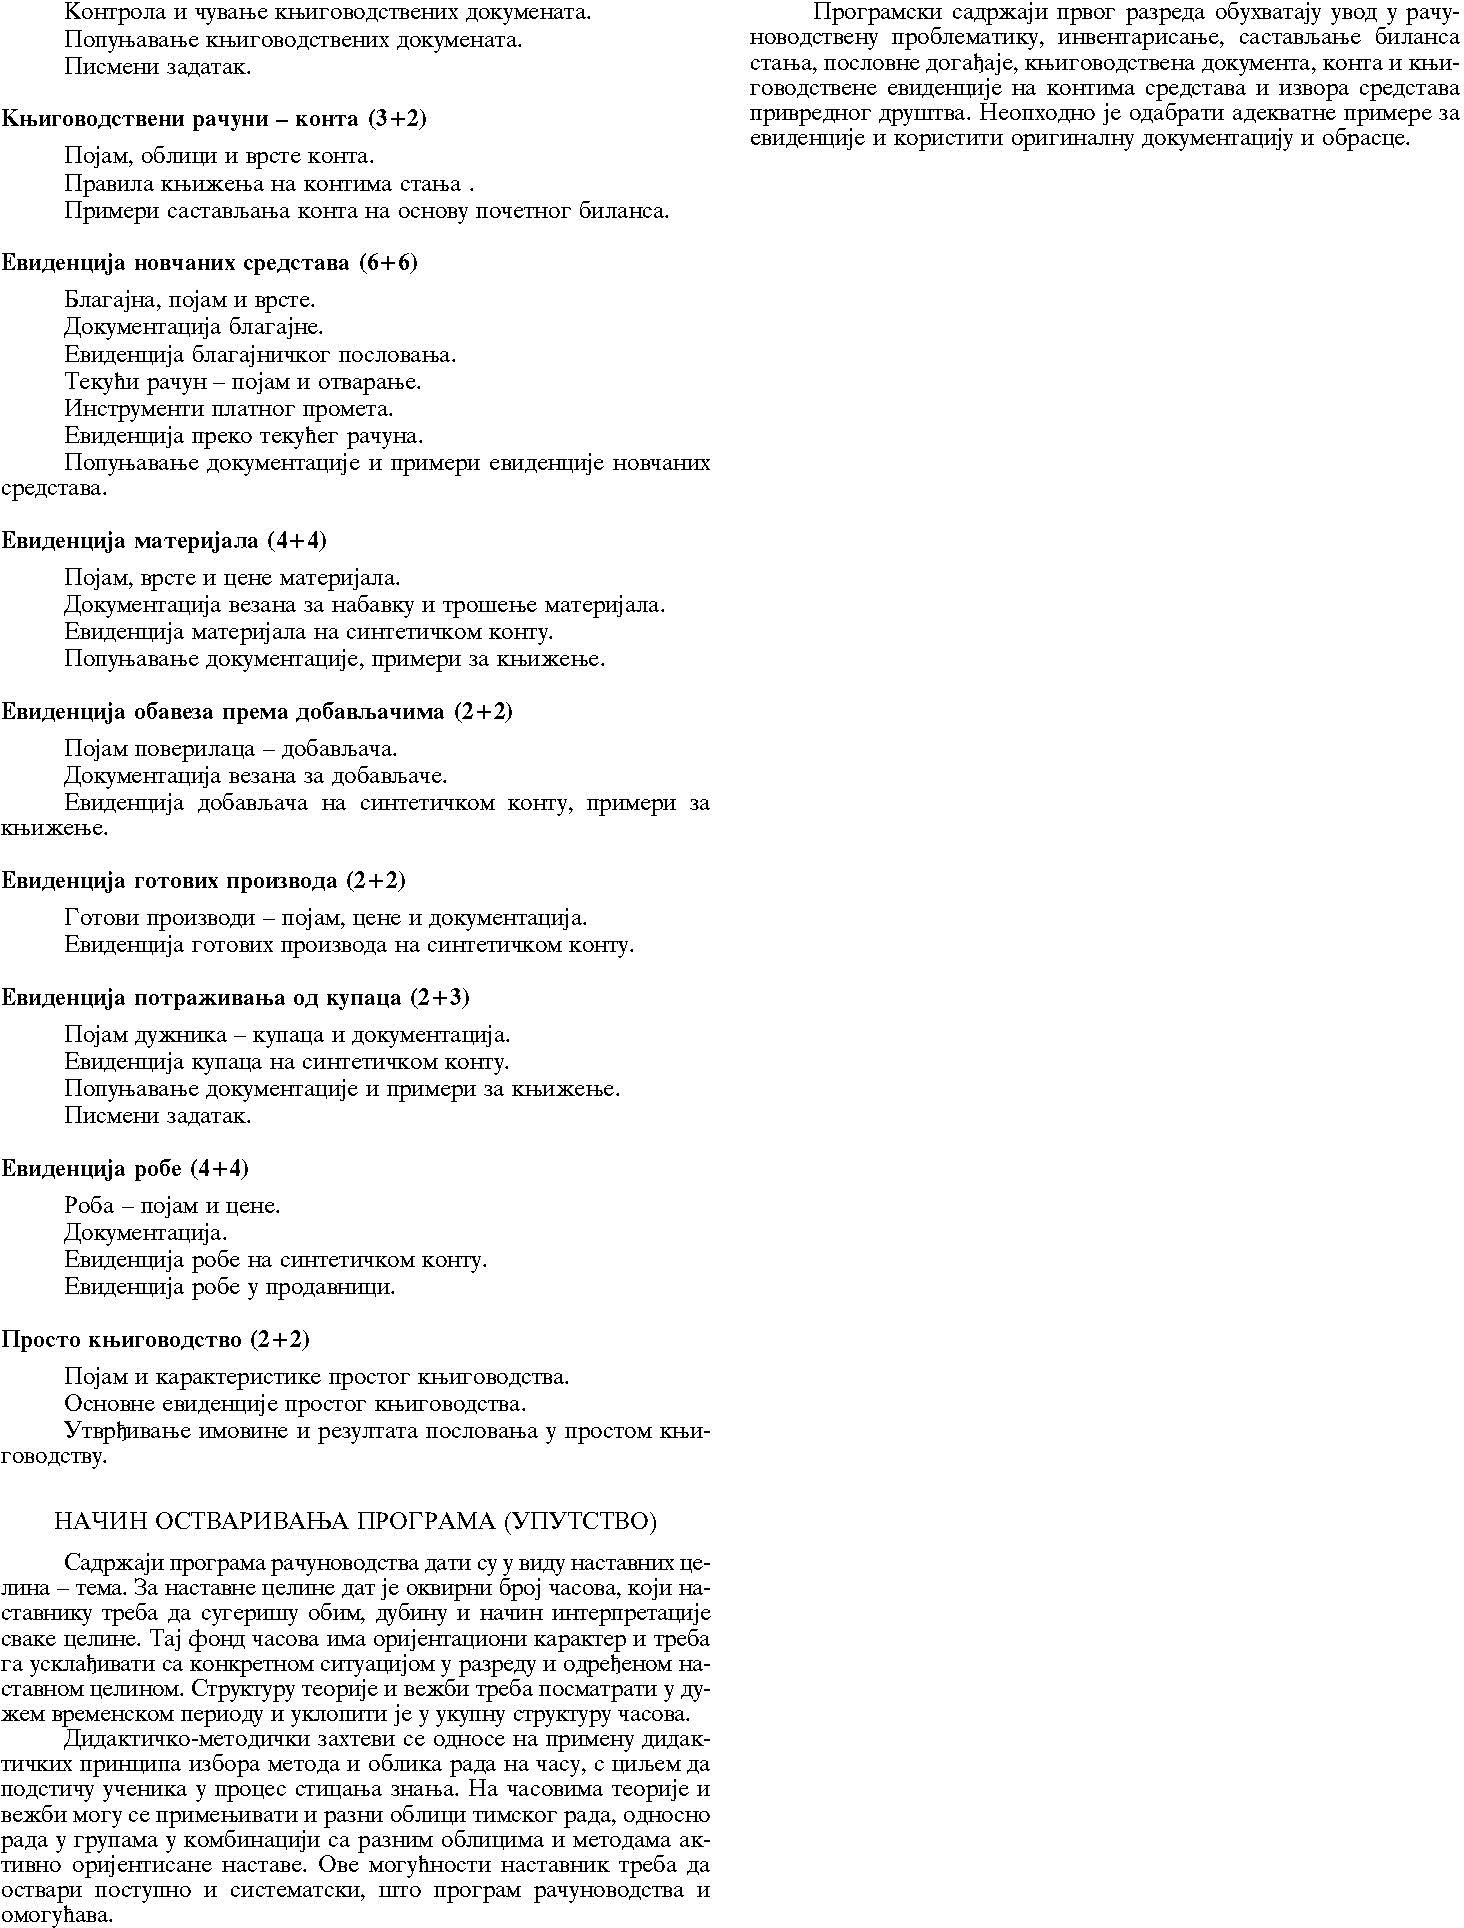 Контрола и чување књиговодствених докумената.
Попуњавање књиговодствених докумената.
Писмени задатак.
Књиговодствени рачуни – конта (3+2)
Појам, облици и врсте конта.
Правила књижења на контима стања .
Примери састављања конта на основу почетног биланса.
Евиденција новчаних средстава (6+6)
Благајна, појам и врсте.
Документација благајне.
Евиденција благајничког пословања.
Текући рачун – појам и отварање.
Инструменти платног промета.
Евиденција преко текућег рачуна.
Попуњавање документације и примери евиденције новчаних
средстава.
Евиденција материјала (4+4)
Појам, врсте и цене материјала.
Документација везана за набавку и трошење материјала.
Евиденција материјала на синтетичком конту.
Попуњавање документације, примери за књижење.
Евиденција обавеза према добављачима (2+2)
Појам поверилаца – добављача.
Документација везана за добављаче.
Евиденција добављача на синтетичком конту, примери за
књижење.
Евиденција готових производа (2+2)
Готови производи – појам, цене и документација.
Евиденција готових производа на синтетичком конту.
Евиденција потраживања од купаца (2+3)
Појам дужника – купаца и документација.
Евиденција купаца на синтетичком конту.
Попуњавање документације и примери за књижење.
Писмени задатак.
Евиденција робе (4+4)
Роба – појам и цене.
Документација.
Евиденција робе на синтетичком конту.
Евиденција робе у продавници.
Просто књиговодство (2+2)
Појам и карактеристике простог књиговодства.
Основне евиденције простог књиговодства.
Утврђивање имовине и резултата пословања у простом књи-
говодству.
НАЧИН ОСТВАРИВАЊА ПРОГРАМА (УПУТСТВО)
Садржаји програма рачуноводства дати су у виду наставних це-
лина – тема. За наставне целине дат је оквирни број часова, који на-
ставнику треба да сугеришу обим, дубину и начин интерпретације
сваке целине. Тај фонд часова има оријентациони карактер и треба
га усклађивати са конкретном ситуацијом у разреду и одређеном на-
ставном целином. Структуру теорије и вежби треба посматрати у ду-
жем временском периоду и уклопити је у укупну структуру часова.
Дидактичко-методички захтеви се односе на примену дидак-
тичких принципа избора метода и облика рада на часу, с циљем да
подстичу ученика у процес стицања знања. На часовима теорије и
вежби могу се примењивати и разни облици тимског рада, односно
рада у групама у комбинацији са разним облицима и методама ак-
тивно оријентисане наставе. Ове могућности наставник треба да
оствари поступно и систематски, што програм рачуноводства и
омогућава.
Програмски садржаји првог разреда обухватају увод у рачу-
новодствену проблематику, инвентарисање, састављање биланса
стања, пословне догађаје, књиговодствена документа, конта и књи-
говодствене евиденције на контима средстава и извора средстава
привредног друштва. Неопходно је одабрати адекватне примере за
евиденције и користити оригиналну документацију и обрасце.